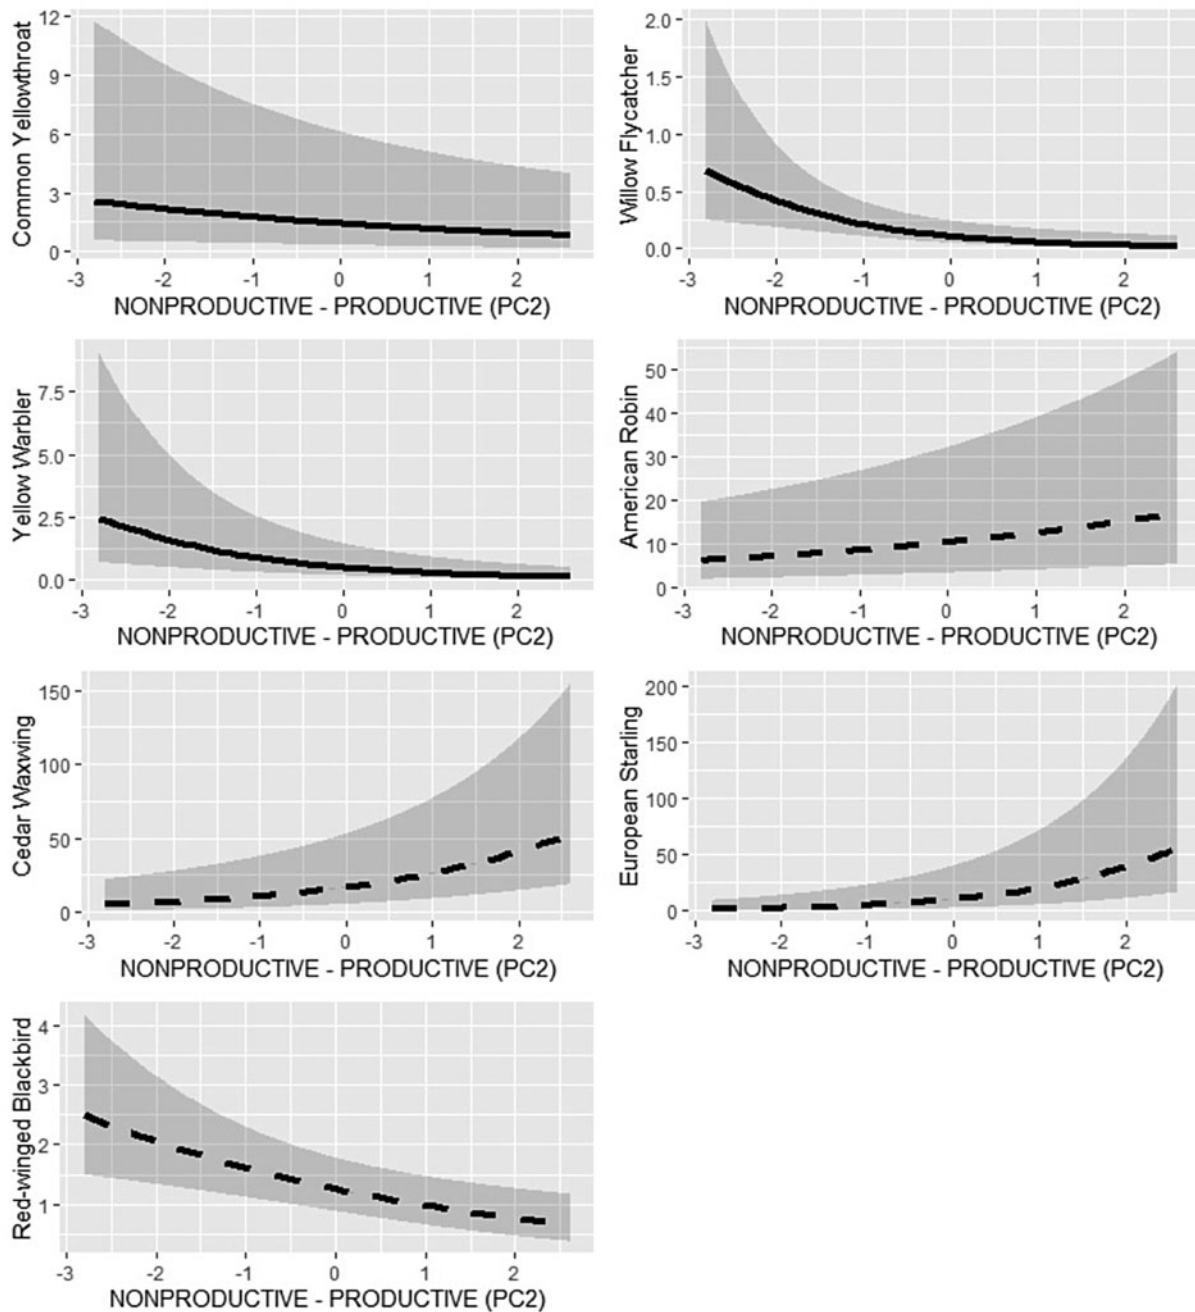 Common Yellowthroat
12
9
6
3
0
-3 -2 -1 0 1 2
NONPRODUCTIVE - PRODUCTIVE (PC2)
Willow Flycatcher
2.0
1.5
1.0
0.5
0.0
-3 -2 -1 0 1 2
NONPRODUCTIVE - PRODUCTIVE (PC2)
Yellow Warbler
7.5
5.0
2.5
0.0
-3 -2 -1 0 1 2
NONPRODUCTIVE - PRODUCTIVE (PC2)
American Robin
50
40
30
20
10
0
-3 -2 -1 0 1 2
NONPRODUCTIVE - PRODUCTIVE (PC2)
Cedar Waxwing
150
100
50
0
-3 -2 -1 0 1 2
NONPRODUCTIVE - PRODUCTIVE (PC2)
European Starling
200
150
100
50
0
-3 -2 -1 0 1 2
NONPRODUCTIVE - PRODUCTIVE (PC2)
Red-winged Blackbird
4
3
2
1
-3 -2 -1 0 1 2
NONPRODUCTIVE - PRODUCTIVE (PC2)